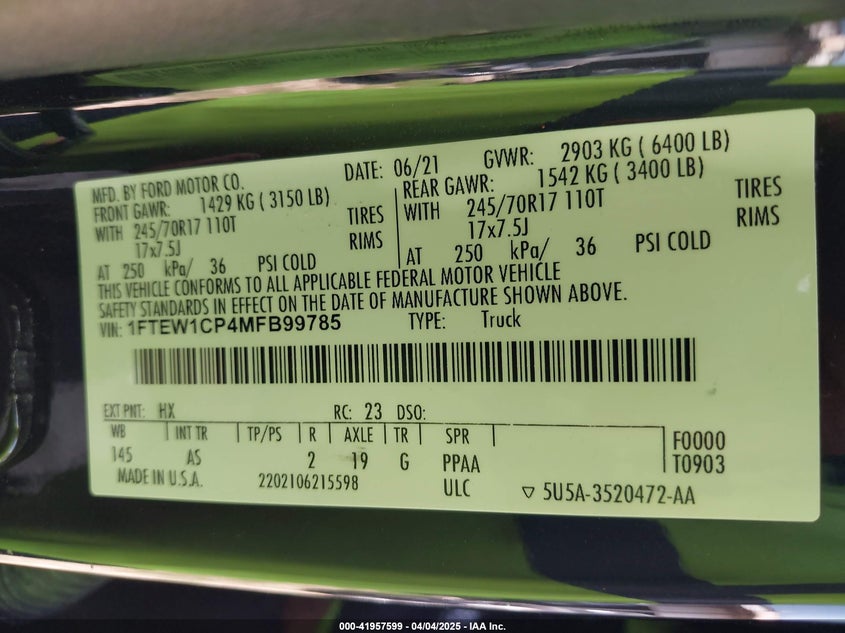 MFD. BY FORD MOTOR CO. DATE: 06/21 GVWR: 2903 KG ( 6400 LB)
FRONT GAWR: 1429 KG ( 3150 LB) REAR GAWR: 1542 KG ( 3400 LB)
WITH 245/70R17 110T TIRES WITH 245/70R17 110T TIRES
17x7.5J RIMS 17x7.5J RIMS
AT 250 kPa/ 36 PSI COLD AT 250 kPa/ 36 PSI COLD
THIS VEHICLE CONFORMS TO ALL APPLICABLE FEDERAL MOTOR VEHICLE
SAFETY STANDARDS IN EFFECT ON THE DATE OF MANUFACTURE SHOWN ABOVE.
VIN: 1FTEW1CP4MFB99785 TYPE: Truck
EXT PNT: HX RC: 23 DSO:
WB INT TR TP/PS R AXLE TR SPR F0000
145 AS 2 19 G PPAA T0903
MADE IN U.S.A. 2202106215598 ULC ▽ 5U5A-3520472-AA
000-41957599 - 04/04/2025 - IAA Inc.